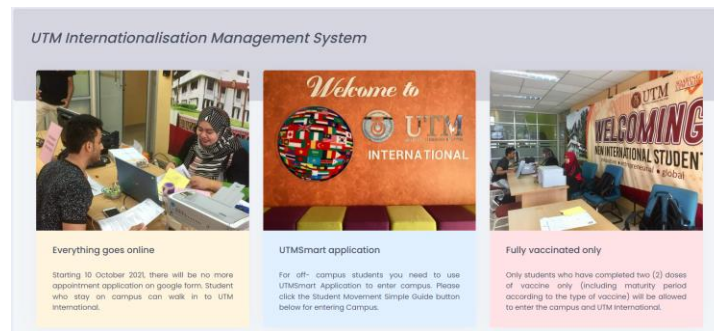 UTM Internationalisation Management System
Welcome to
UTM
INTERNATIONAL
UTM
WELCOMING
NEW INTERNATIONAL STUDENT
entrepreneurial • global
Everything goes online
Starting 10 October 2021, there will be no more
appointment application on google form. Student
who stay on campus can walk in to UTM
International.
UTMSmart application
For off- campus students you need to use
UTMSmart Application to enter campus. Please
click the Student Movement Simple Guide button
below for entering Campus.
Fully vaccinated only
Only students who have completed two (2) doses
of vaccine only (including maturity period
according to the type of vaccine) will be allowed
to enter the campus and UTM International.